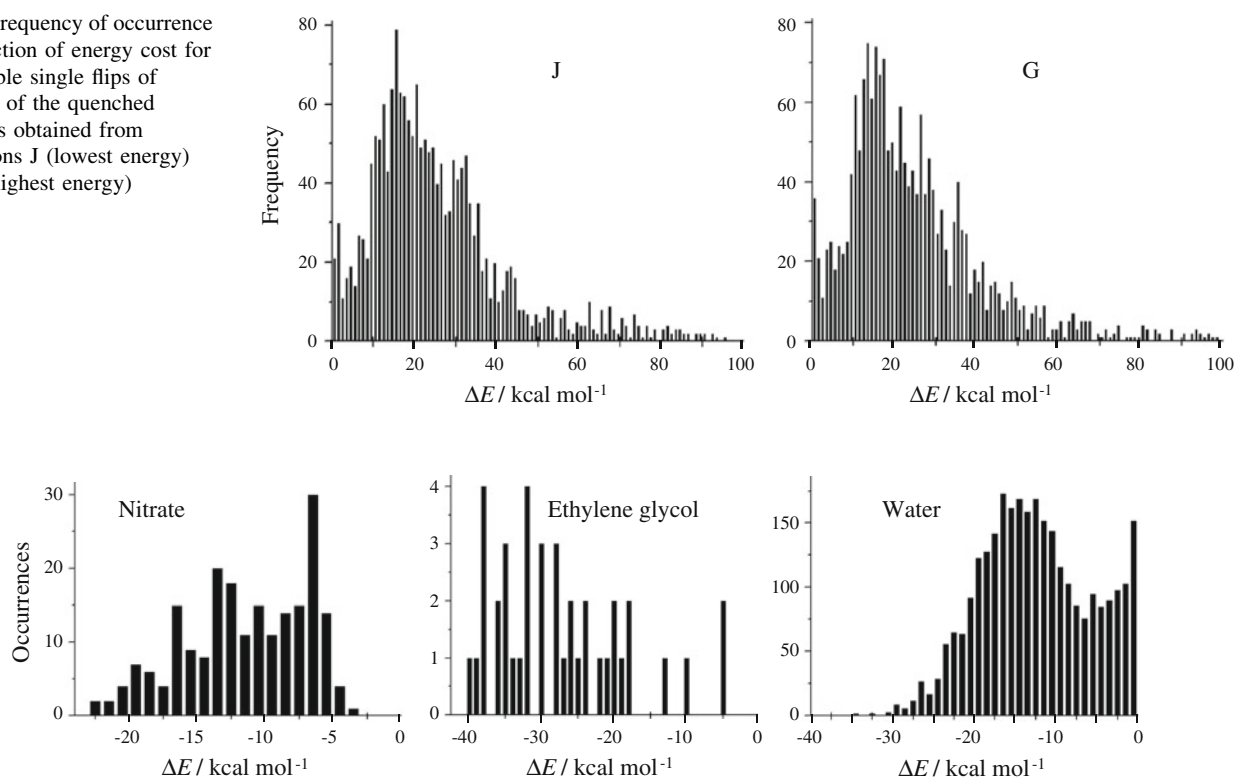 requency of occurrence
ction of energy cost for
ble single flips of
of the quenched
s obtained from
ons J (lowest energy)
ighest energy)
80
60
40
20
0
Frequency
J
0 20 40 60 80 100
ΔE / kcal mol-1
80
60
40
20
0
G
0 20 40 60 80 100
ΔE / kcal mol-1
30
20
10
0
Occurrences
Nitrate
-20 -15 -10 -5 0
ΔE / kcal mol-1
4
3
2
1
0
Ethylene glycol
-40 -30 -20 -10 0
ΔE / kcal mol-1
150
100
50
0
Water
-40 -30 -20 -10 0
ΔE / kcal mol-1